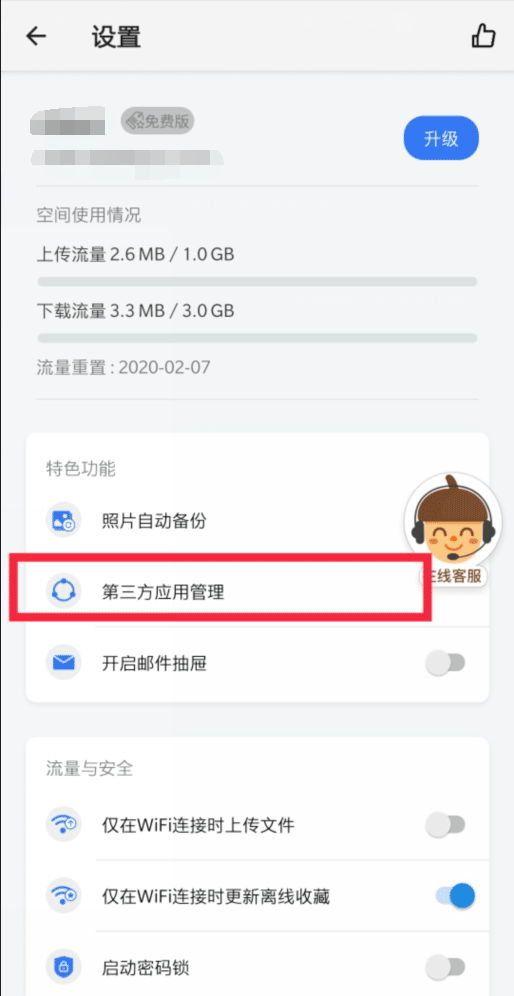 设置
免费版
升级
空间使用情况
上传流量 2.6 MB / 1.0 GB
下载流量 3.3 MB / 3.0 GB
流量重置 : 2020-02-07
特色功能
照片自动备份
在线客服
第三方应用管理
开启邮件抽屉
流量与安全
仅在WiFi连接时上传文件
仅在WiFi连接时更新离线收藏
启动密码锁